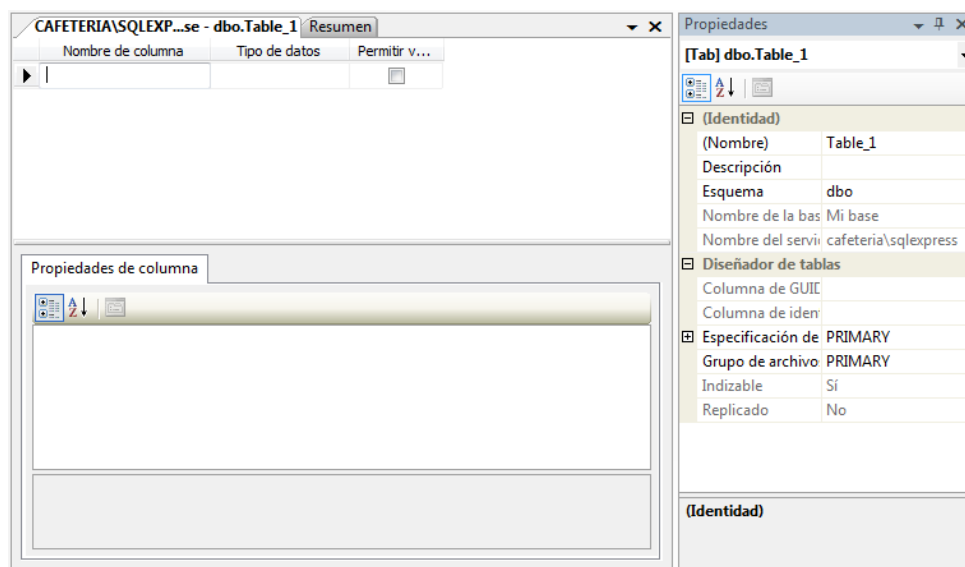 CAFETERIA\SQLEXP...se - dbo.Table_1 Resumen
Nombre de columna Tipo de datos Permitir v...
Propiedades de columna
Propiedades
[Tab] dbo.Table_1
(Identidad)
(Nombre) Table_1
Descripción
Esquema dbo
Nombre de la bas Mi base
Nombre del servi cafeteria\sqlexpress
Diseñador de tablas
Columna de GUID
Columna de iden
Especificación de PRIMARY
Grupo de archivo PRIMARY
Indizable Sí
Replicado No
(Identidad)